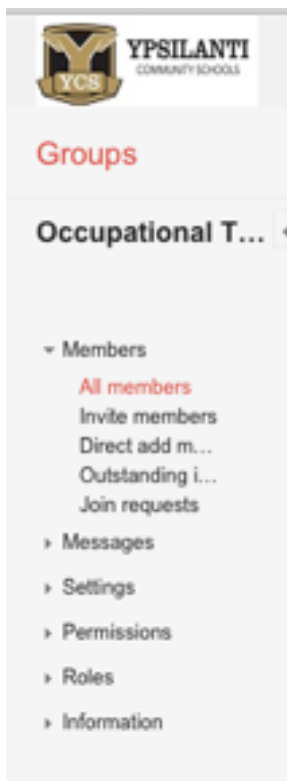 YCS
YPSILANTI
COMMUNITY SCHOOLS
Groups
Occupational T...
Members
All members
Invite members
Direct add m...
Outstanding i...
Join requests
Messages
Settings
Permissions
Roles
Information